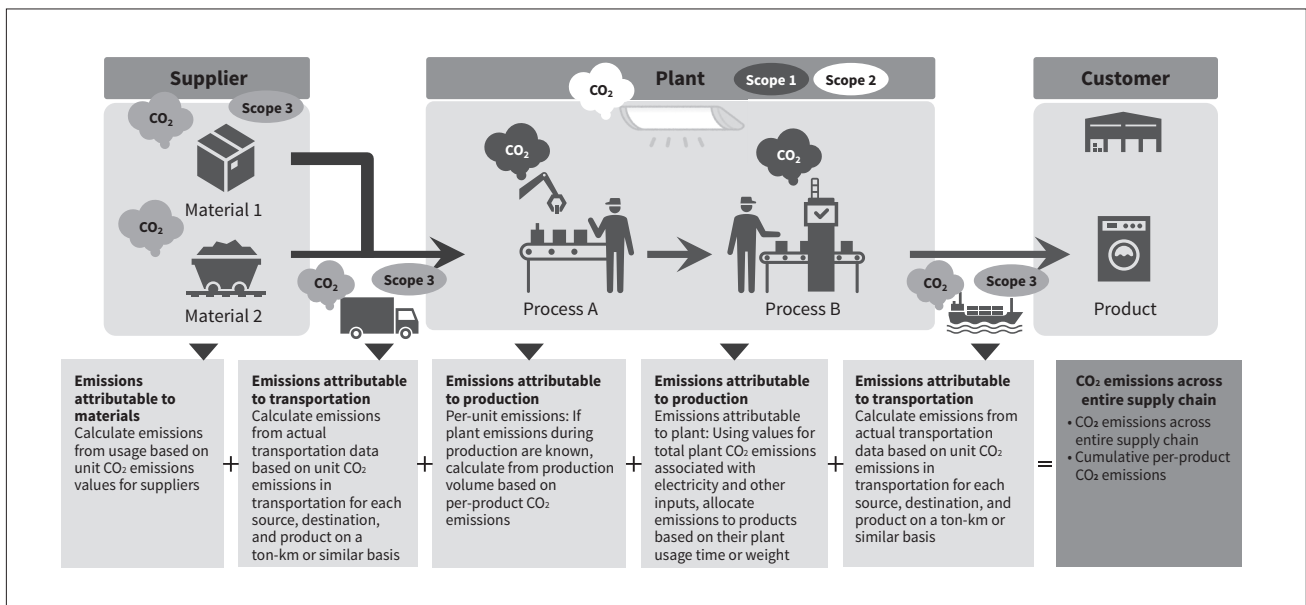 Supplier
Plant
Scope 1
Scope 2
Customer
CO₂
Scope 3
CO₂
Material 1
CO₂
Material 2
CO₂
Scope 3
CO₂
CO₂
Process A
Process B
CO₂
Scope 3
Product
Emissions
attributable to
materials
Calculate emissions
from usage based on
unit CO₂ emissions
values for suppliers
+
Emissions attributable
to transportation
Calculate emissions
from actual
transportation data
based on unit CO₂
emissions in
transportation for each
source, destination,
and product on a
ton-km or similar basis
+
Emissions attributable
to production
Per-unit emissions: If
plant emissions during
production are known,
calculate from production
volume based on
per-product CO₂
emissions
+
Emissions attributable
to production
Emissions attributable
to plant: Using values for
total plant CO₂ emissions
associated with
electricity and other
inputs, allocate
emissions to products
based on their plant
usage time or weight
+
Emissions attributable
to transportation
Calculate emissions from
actual transportation
data based on unit CO₂
emissions in
transportation for each
source, destination, and
product on a ton-km or
similar basis
=
CO₂ emissions across
entire supply chain
• CO₂ emissions across
entire supply chain
• Cumulative per-product
CO₂ emissions